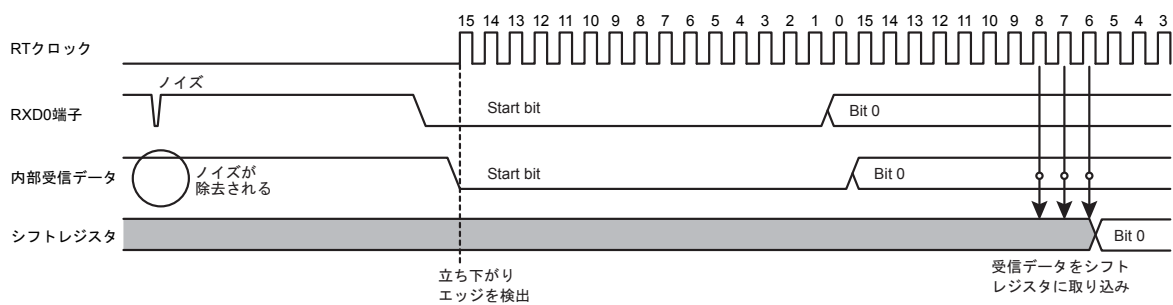 15 14 13 12 11 10 9 8 7 6 5 4 3 2 1 0 15 14 13 12 11 10 9 8 7 6 5 4 3
RTクロック
ノイズ
RXD0端子
Start bit
Bit 0
内部受信データ
ノイズが
除去される
Start bit
Bit 0
シフトレジスタ
Bit 0
立ち下がり
エッジを検出
受信データをシフト
レジスタに取り込み